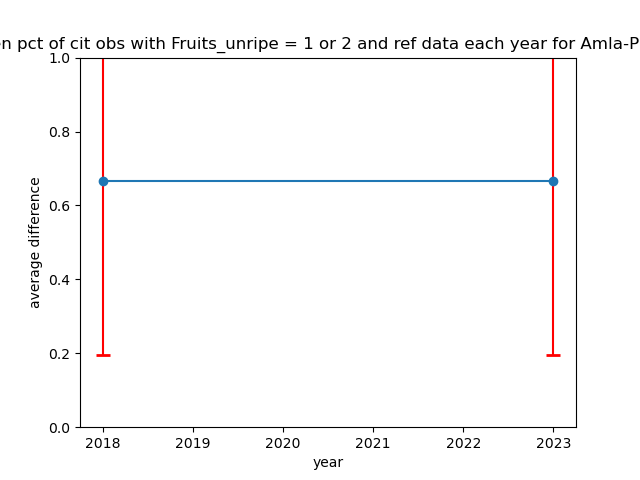 n pct of cit obs with Fruits_unripe = 1 or 2 and ref data each year for Amla-P
1.0
0.8
0.6
0.4
0.2
0.0
average difference
2018 2019 2020 2021 2022 2023
year